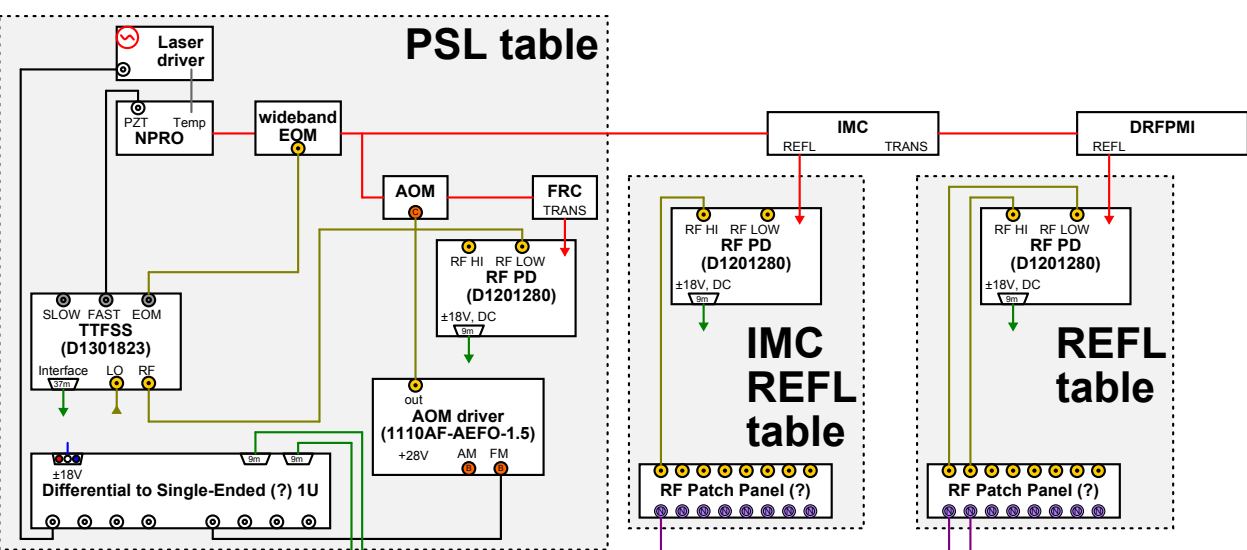 PSL table
Laser
driver
PZT Temp
NPRO
wideband
EOM
IMC
REFL TRANS
DRFPMI
REFL
AOM
C
FRC
TRANS
RF HI RF LOW
RF PD
(D1201280)
±18V, DC
9m
SLOW FAST EOM
TTFSS
(D1301823)
Interface LO RF
37m
out
AOM driver
(1110AF-AEFO-1.5)
+28V AM FM
B B
9m 9m
±18V
Differential to Single-Ended (?) 1U
RF HI RF LOW
RF PD
(D1201280)
±18V, DC
9m
IMC
REFL
table
RF Patch Panel (?)
N N N N N N N N
RF HI RF LOW
RF PD
(D1201280)
±18V, DC
9m
REFL
table
RF Patch Panel (?)
N N N N N N N N